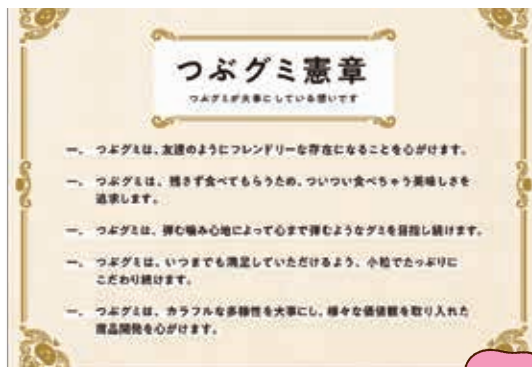 つぶグミ憲章
つぶグミが大事にしている想いです
一、 つぶグミは、友達のようにフレンドリーな存在になることを心がけます。
一、 つぶグミは、残さず食べてもらうため、ついつい食べちゃう美味しさを
追求します。
一、 つぶグミは、弾む噛み心地によって心まで弾むようなグミを目指し続けます。
一、 つぶグミは、いつまでも満足していただけるよう、小粒でたっぷりに
こだわり続けます。
一、 つぶグミは、カラフルな多様性を大事にし、様々な価値観を取り入れた
商品開発を心がけます。